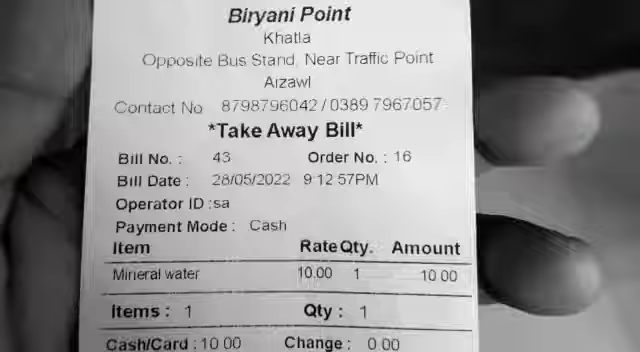 Biryani Point
Khatla
Opposite Bus Stand, Near Traffic Point
Aizawl
Contact No 8798796042 / 0389 7967057
*Take Away Bill*
Bill No. : 43 Order No. : 16
Bill Date : 28/05/2022 9:12:57PM
Operator ID :sa
Payment Mode : Cash
Item Rate Qty. Amount
Mineral water 10.00 1 10.00
Items : 1 Qty : 1
Cash/Card : 10.00 Change : 0.00